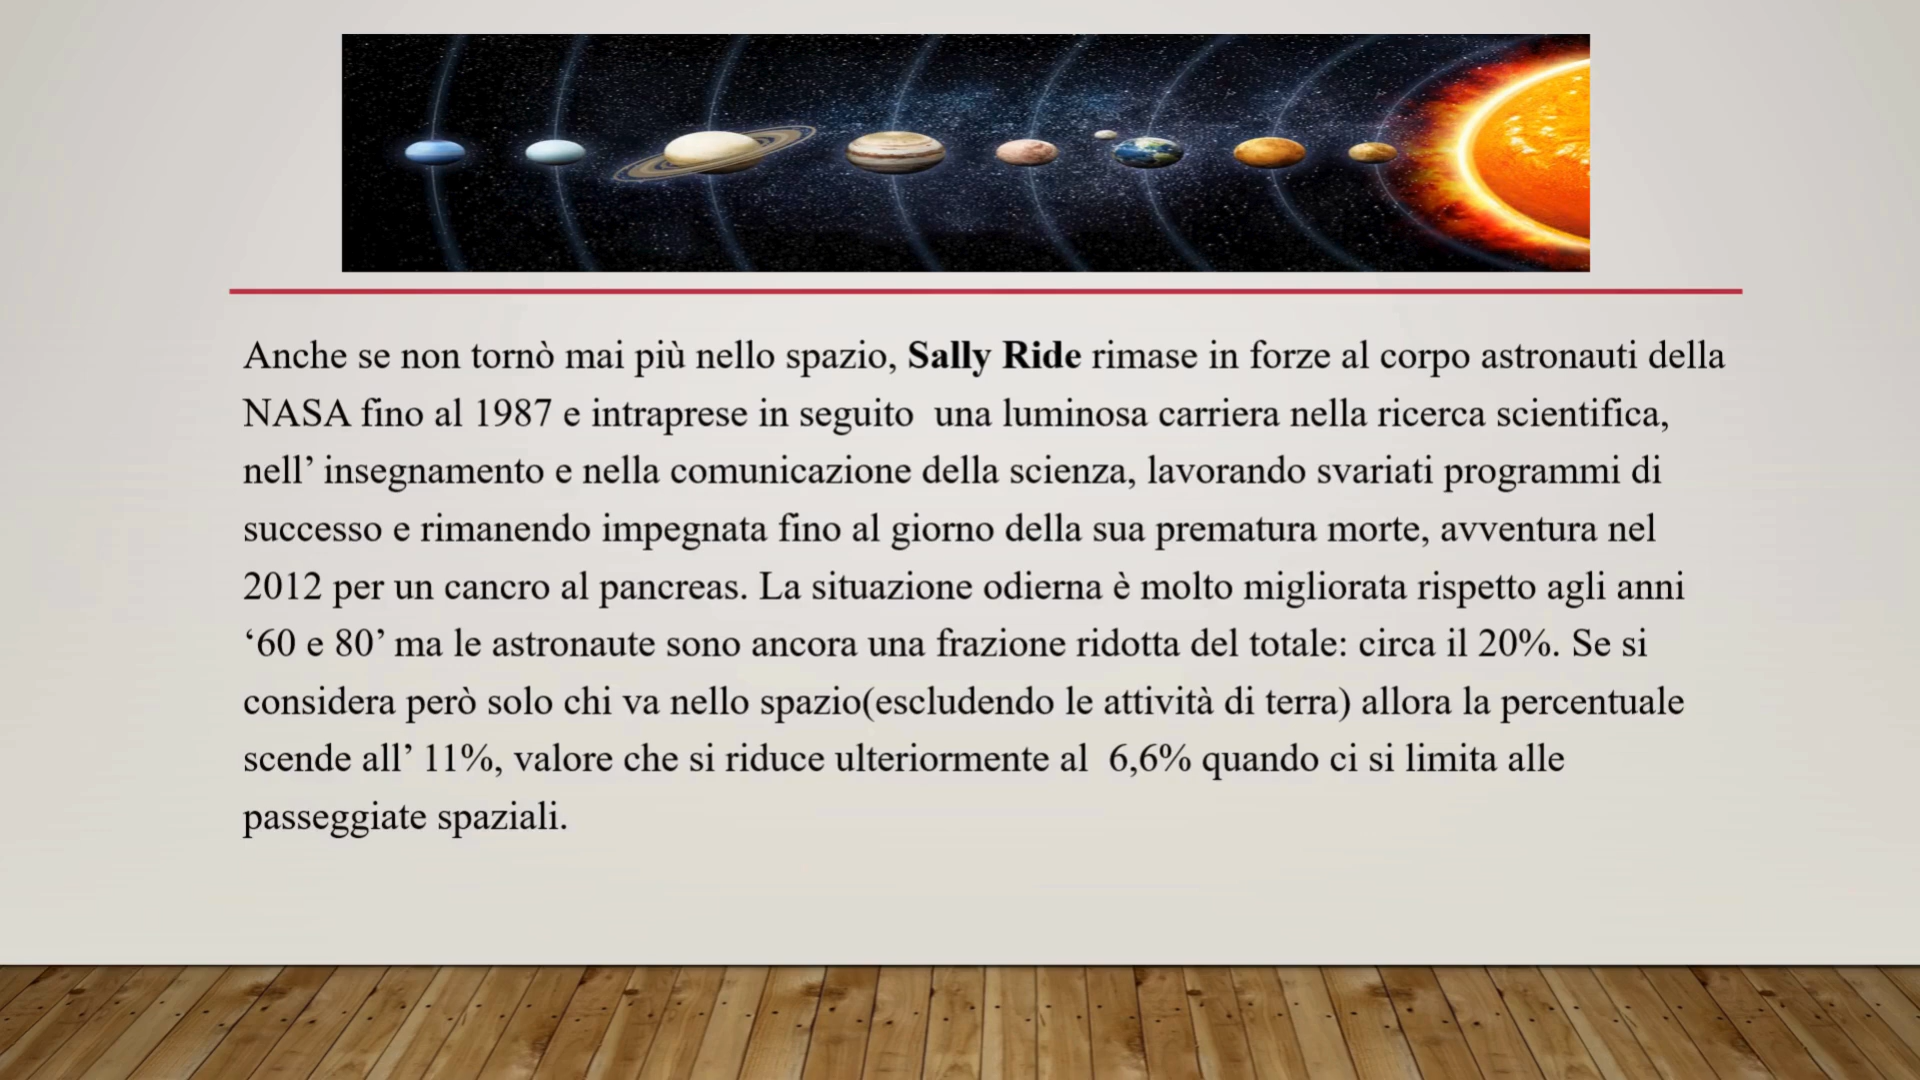 Anche se non tornò mai più nello spazio, Sally Ride rimase in forze al corpo astronauti della
NASA fino al 1987 e intraprese in seguito  una luminosa carriera nella ricerca scientifica,
nell’ insegnamento e nella comunicazione della scienza, lavorando svariati programmi di
successo e rimanendo impegnata fino al giorno della sua prematura morte, avventura nel
2012 per un cancro al pancreas. La situazione odierna è molto migliorata rispetto agli anni
‘60 e 80’ ma le astronaute sono ancora una frazione ridotta del totale: circa il 20%. Se si
considera però solo chi va nello spazio(escludendo le attività di terra) allora la percentuale
scende all’ 11%, valore che si riduce ulteriormente al  6,6% quando ci si limita alle
passeggiate spaziali.